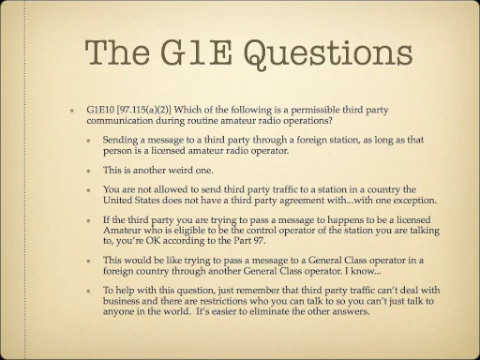 The G1E Questions
G1E10 [97.115(a)(2)] Which of the following is a permissible third party
communication during routine amateur radio operations?
Sending a message to a third party through a foreign station, as long as that
person is a licensed amateur radio operator.
This is another weird one.
You are not allowed to send third party traffic to a station in a country the
United States does not have a third party agreement with...with one exception.
If the third party you are trying to pass a message to happens to be a licensed
Amateur who is eligible to be the control operator of the station you are talking
to, you're OK according to the Part 97.
This would be like trying to pass a message to a General Class operator in a
foreign country through another General Class operator. I know...
To help with this question, just remember that third party traffic can't deal with
business and there are restrictions who you can talk to so you can't just talk to
anyone in the world.  It's easier to eliminate the other answers.